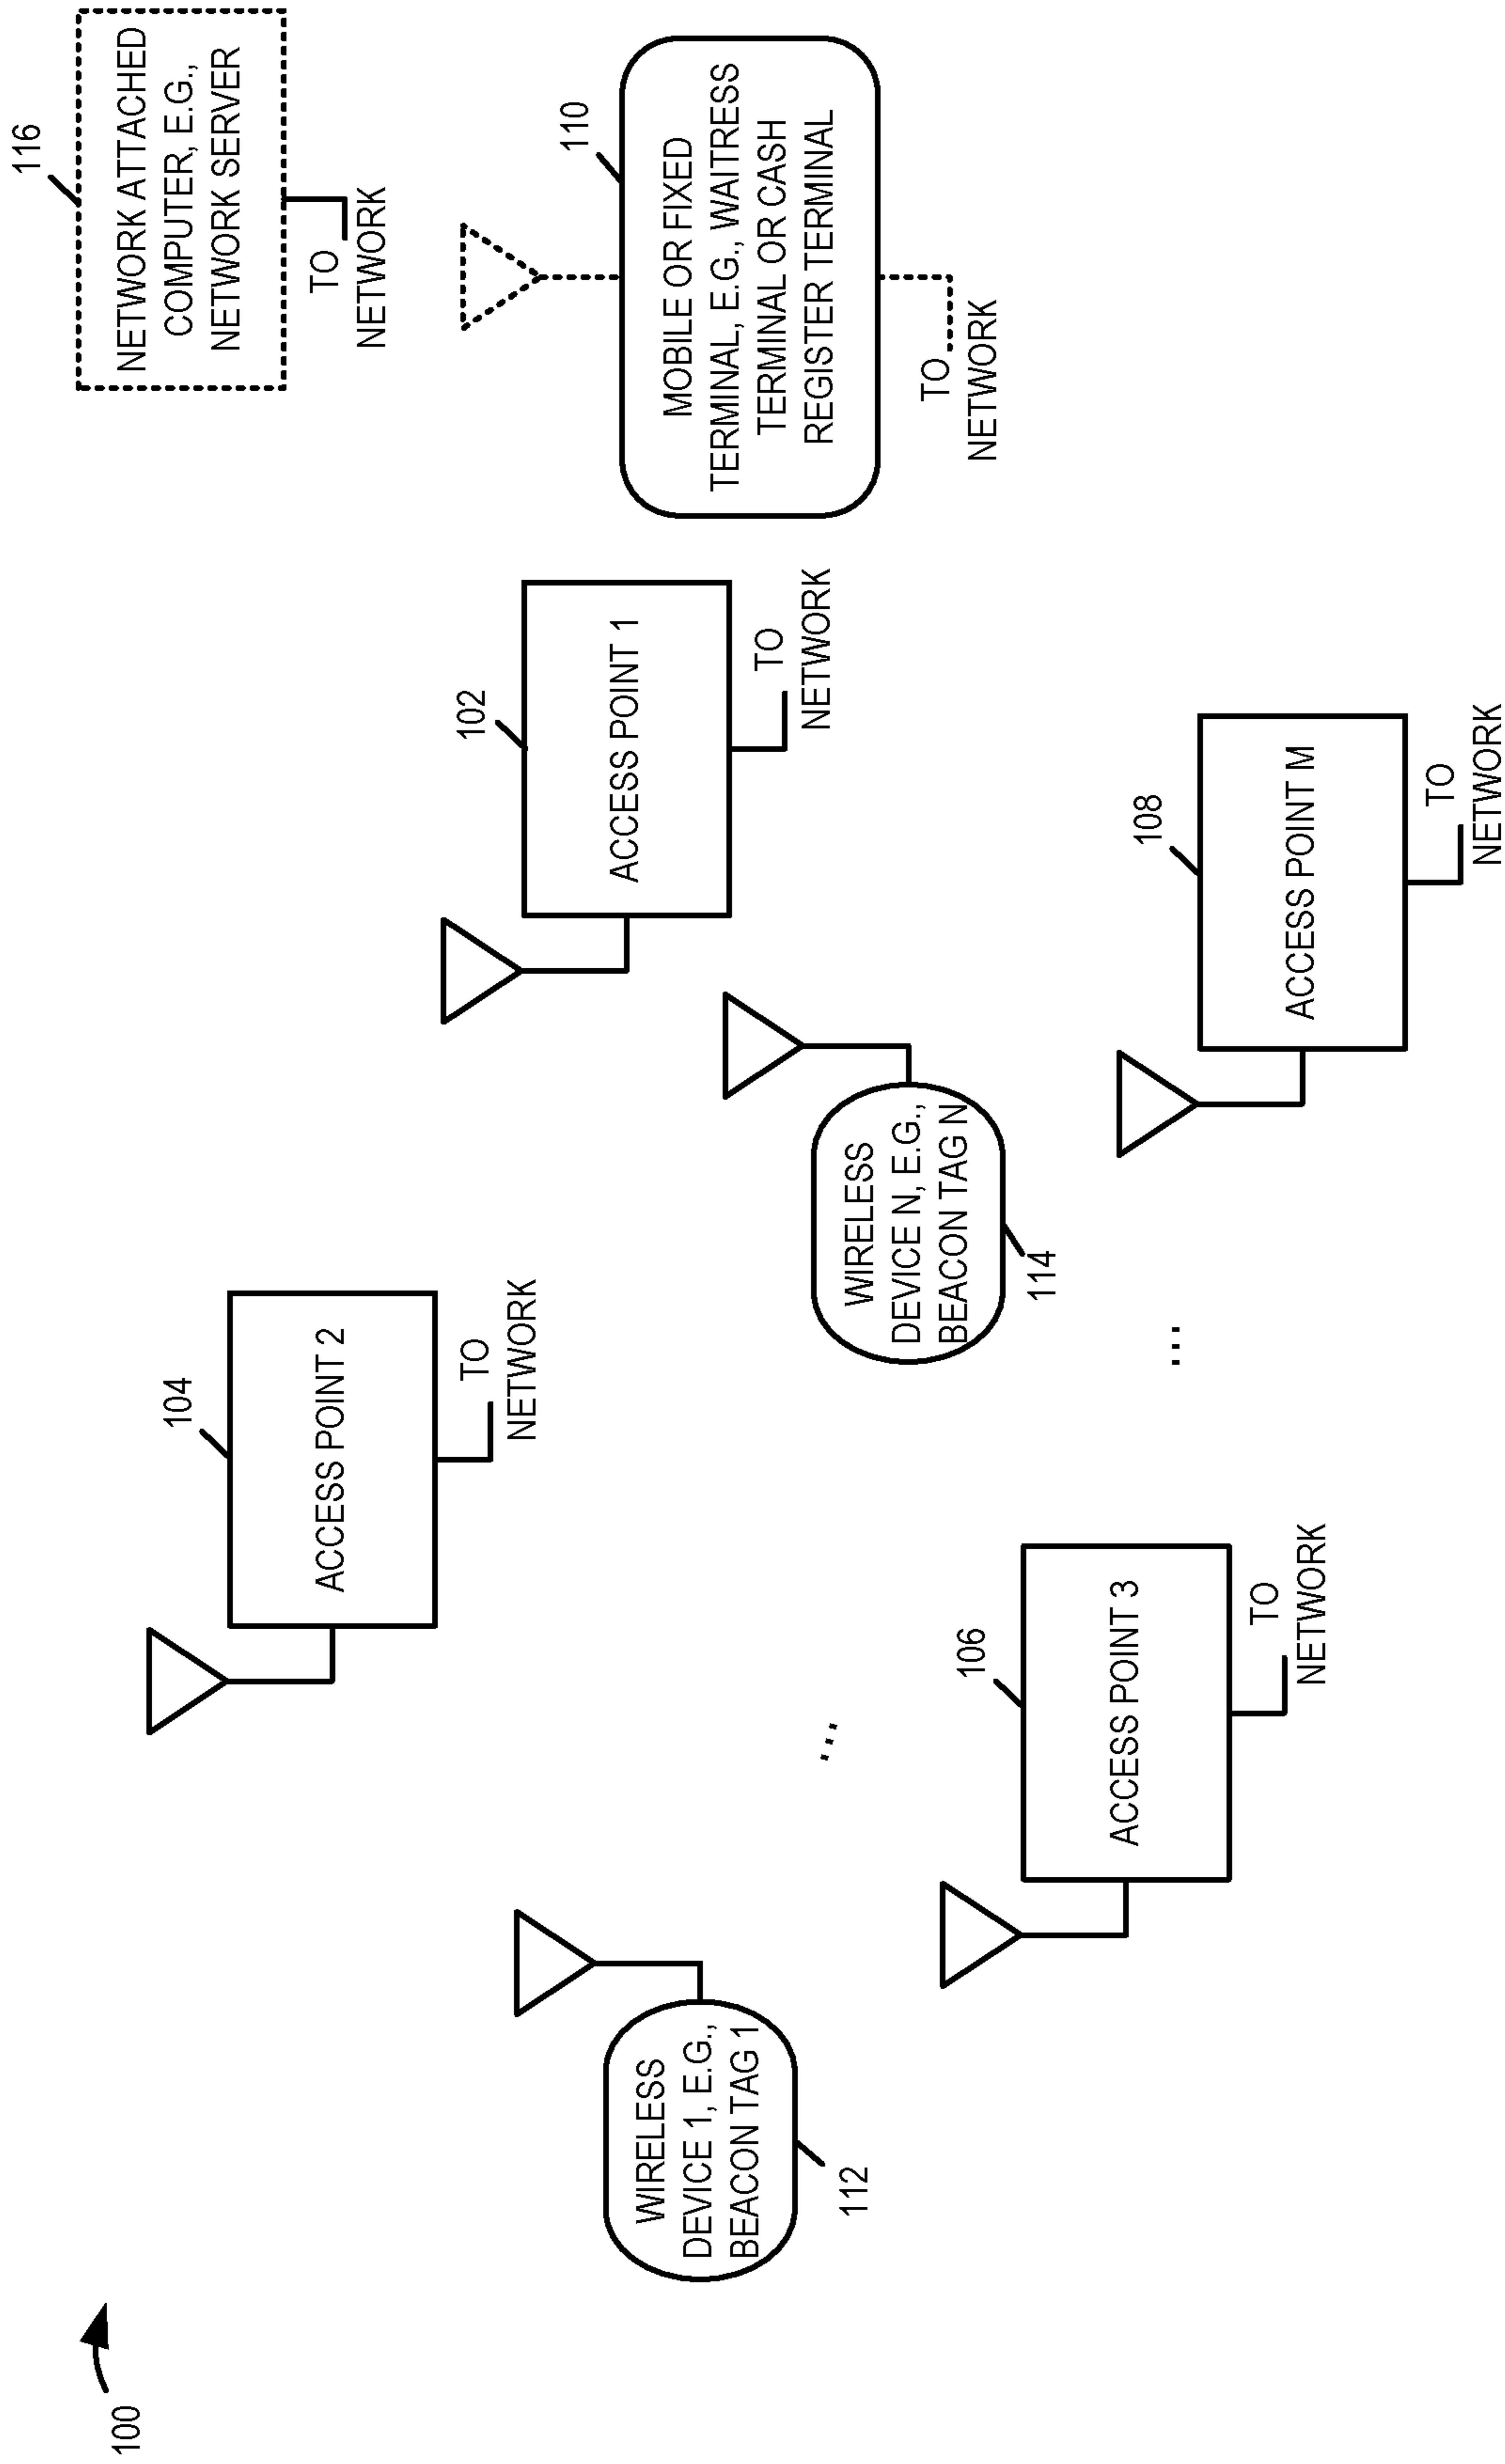 116
NETWORK ATTACHED
COMPUTER, E.G.,
NETWORK SERVER
TO
NETWORK
104
ACCESS POINT 2
TO
NETWORK
102
ACCESS POINT 1
TO
NETWORK
110
MOBILE OR FIXED
TERMINAL, E.G., WAITRESS
TERMINAL OR CASH
REGISTER TERMINAL
TO
NETWORK
WIRELESS
DEVICE 1, E.G.,
BEACON TAG 1
112
...
WIRELESS
DEVICE N, E.G.,
BEACON TAG N
114
106
ACCESS POINT 3
TO
NETWORK
...
108
ACCESS POINT M
TO
NETWORK
100